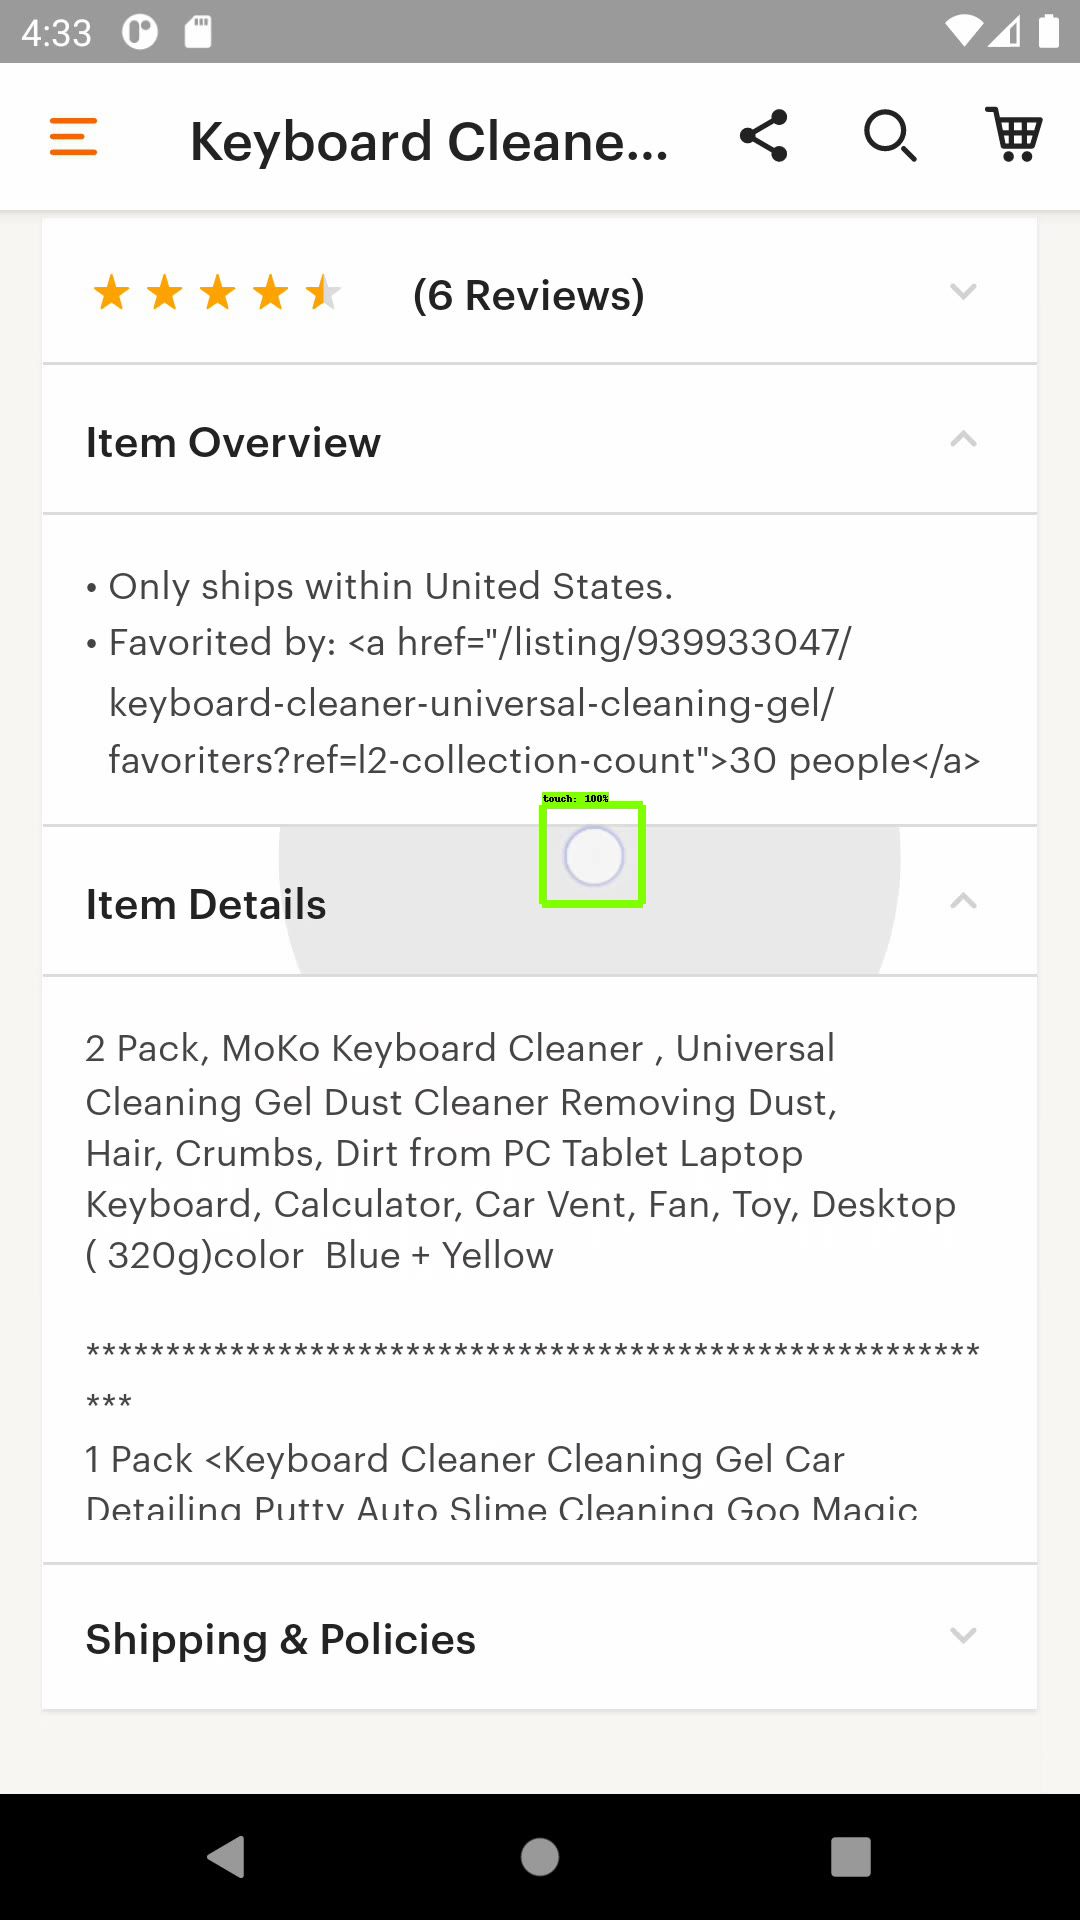 4:33
Keyboard Cleane...
(6 Reviews)
Item Overview
• Only ships within United States.
• Favorited by: <a href="/listing/939933047/
keyboard-cleaner-universal-cleaning-gel/
favoriters?ref=l2-collection-count">30 people</a>
touch: 100%
Item Details
2 Pack, MoKo Keyboard Cleaner , Universal
Cleaning Gel Dust Cleaner Removing Dust,
Hair, Crumbs, Dirt from PC Tablet Laptop
Keyboard, Calculator, Car Vent, Fan, Toy, Desktop
( 320g)color  Blue + Yellow
********************************************************
***
1 Pack <Keyboard Cleaner Cleaning Gel Car
Detailing Putty Auto Slime Cleaning Goo Magic
Shipping & Policies